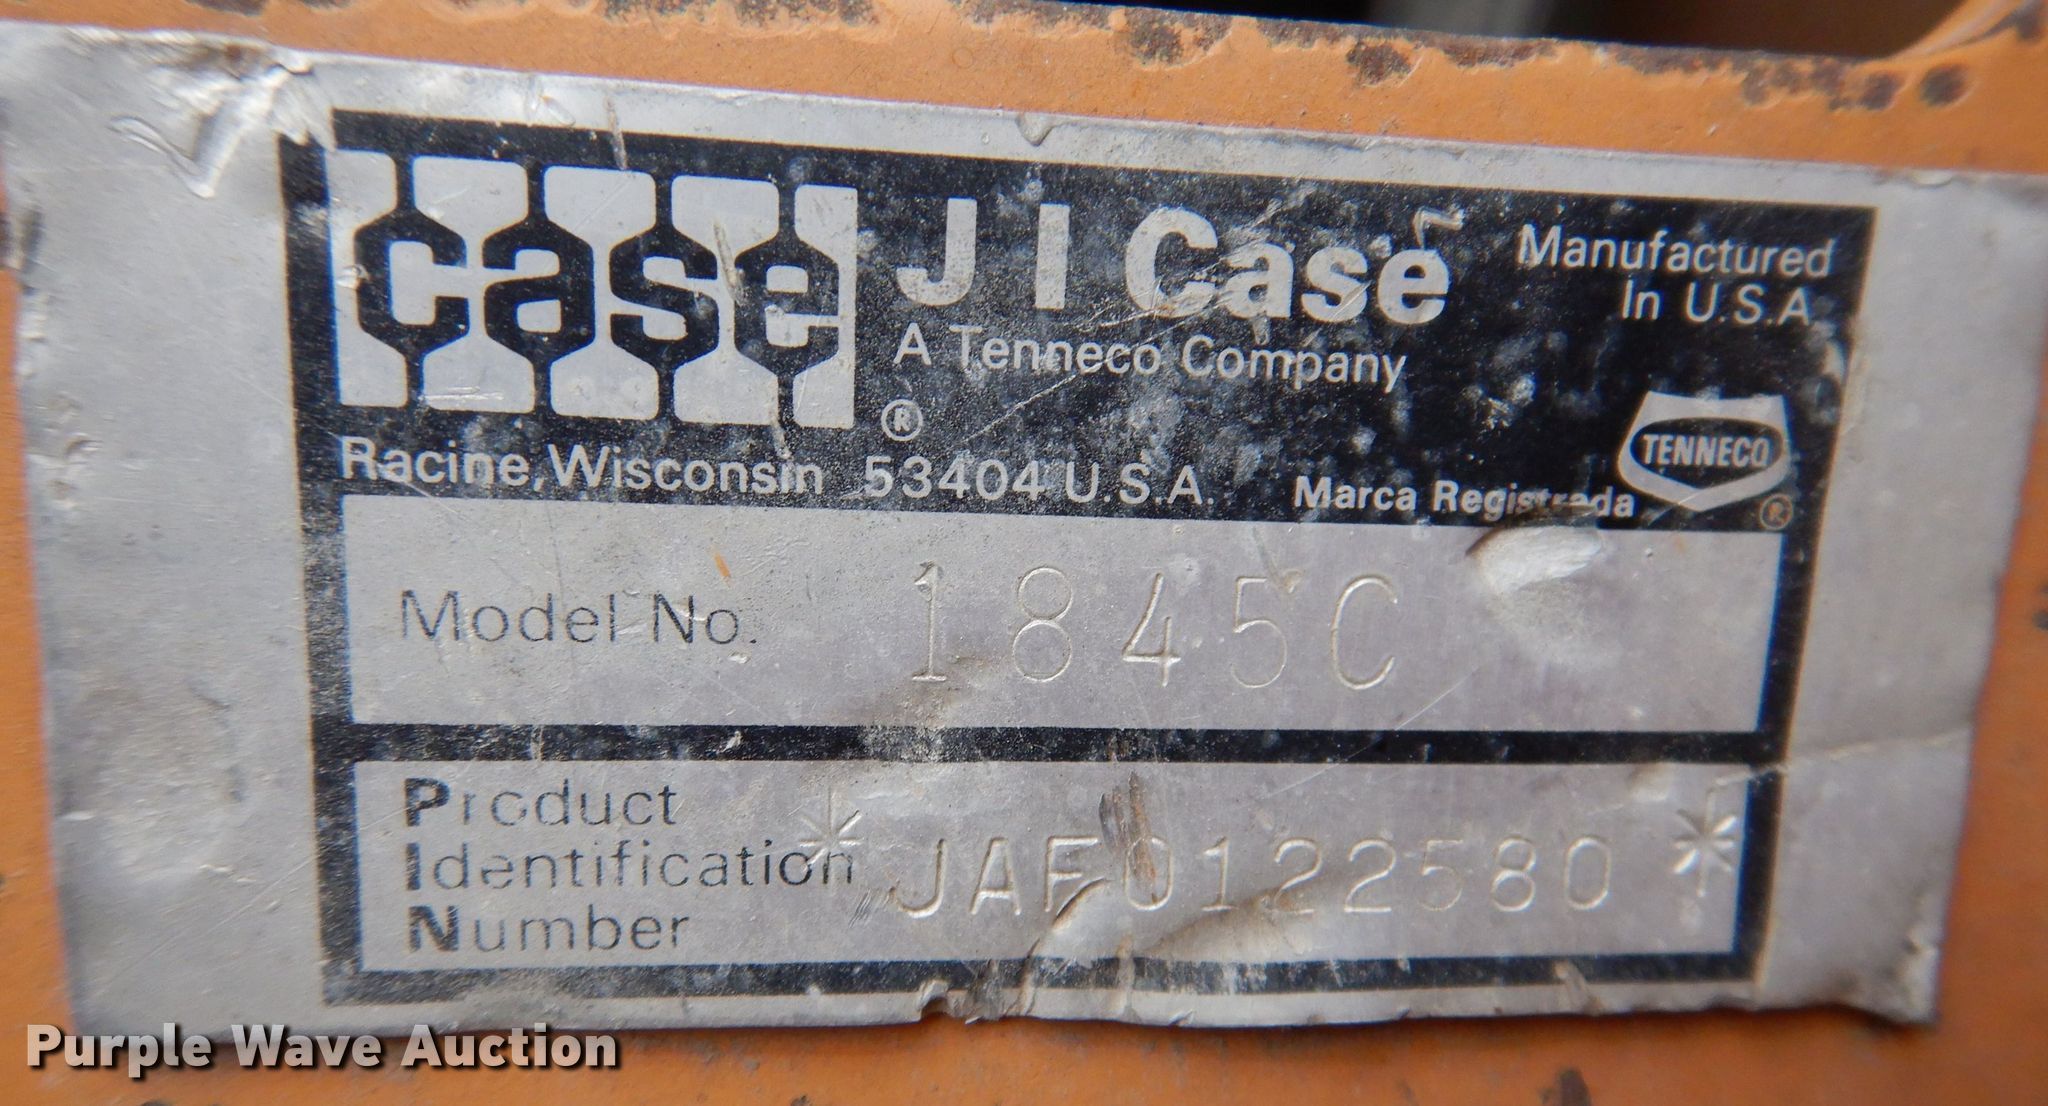 case ®
J I Case
A Tenneco Company
Manufactured
In U.S.A.
TENNECO ®
Racine, Wisconsin 53404 U.S.A.
Marca Registrada
Model No. 1845C
Product
Identification
Number
*JAF0122580*
Purple Wave Auction